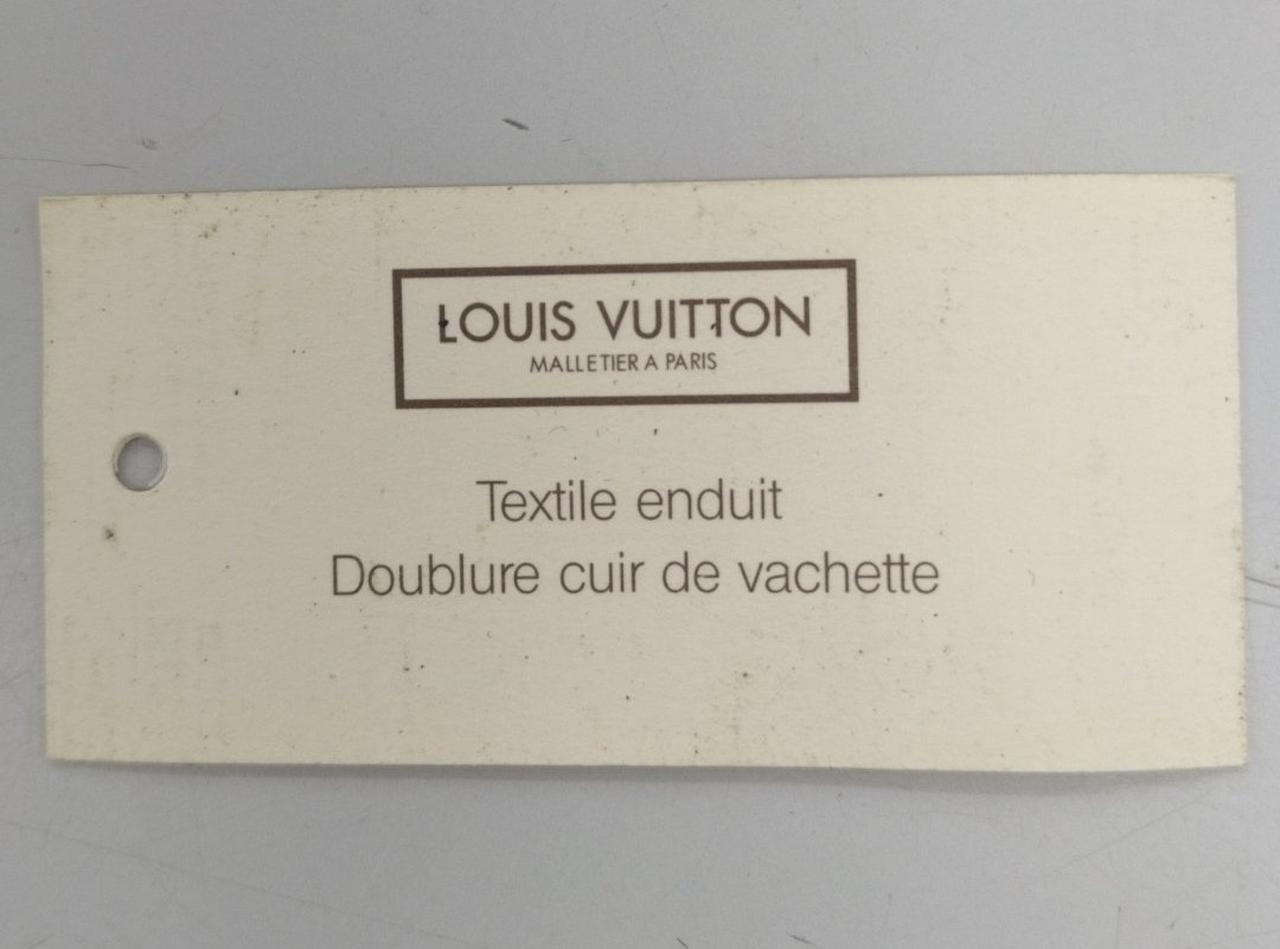 LOUIS VUITTON
MALLETIER A PARIS
Textile enduit
Doublure cuir de vachette